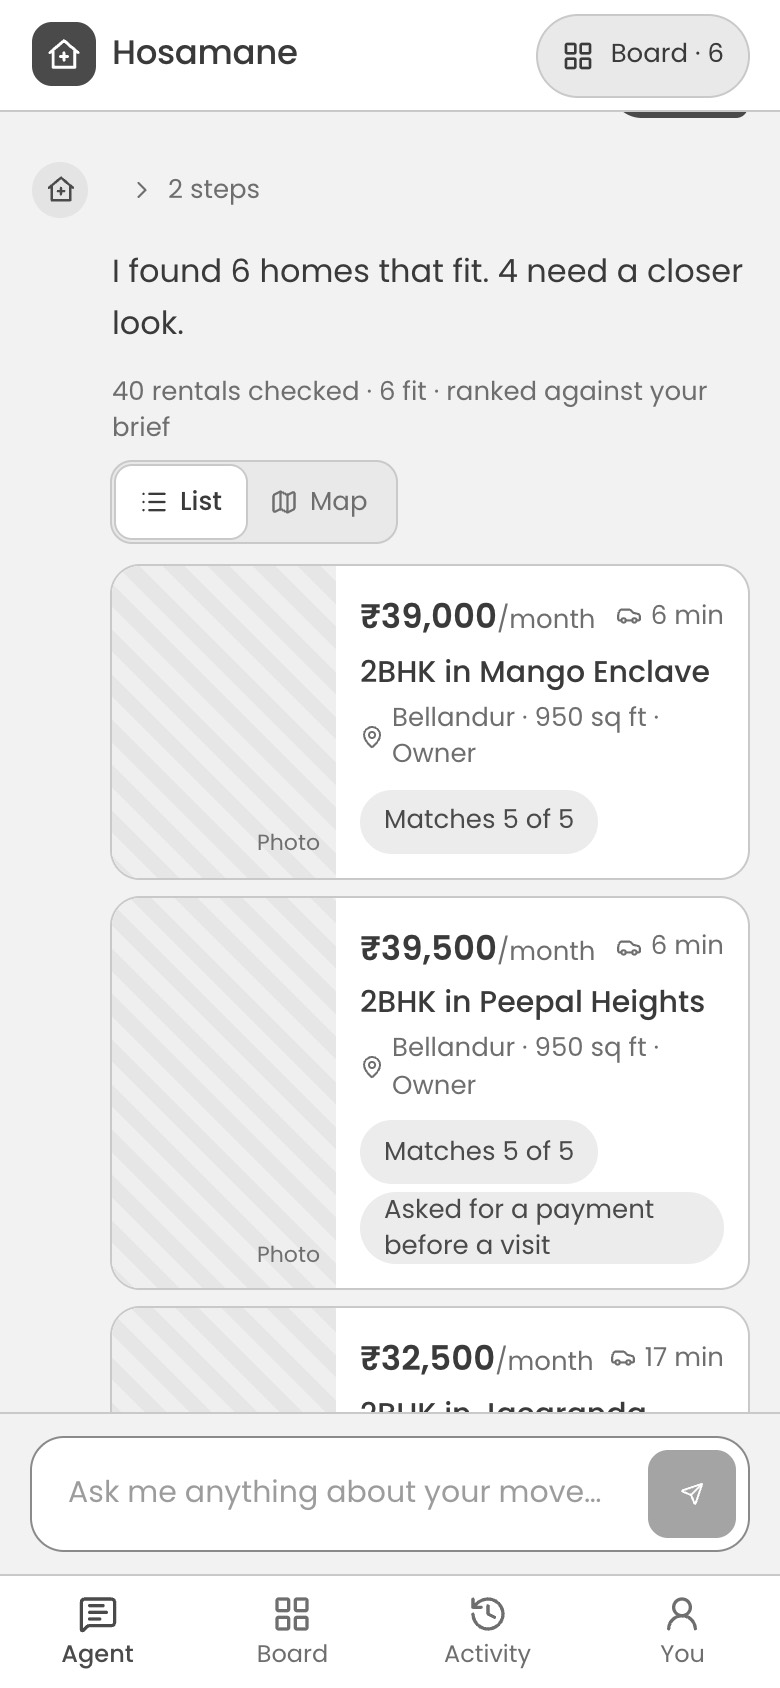 Hosamane
Board · 6
2 steps
I found 6 homes that fit. 4 need a closer
look.
40 rentals checked · 6 fit · ranked against your
brief
List
Map
₹39,000/month 6 min
2BHK in Mango Enclave
Bellandur · 950 sq ft ·
Owner
Matches 5 of 5
Photo
₹39,500/month 6 min
2BHK in Peepal Heights
Bellandur · 950 sq ft ·
Owner
Matches 5 of 5
Asked for a payment
before a visit
Photo
₹32,500/month 17 min
2BHK in Jacaranda
Ask me anything about your move...
Agent
Board
Activity
You